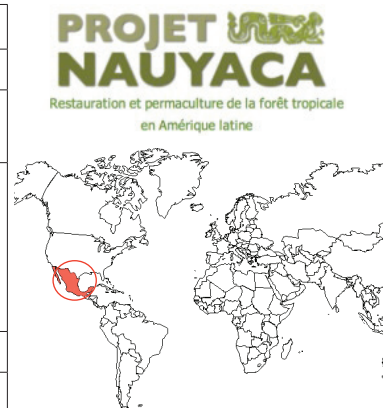 PROJET
NAUYACA
Restauration et permaculture de la forêt tropicale
en Amérique latine